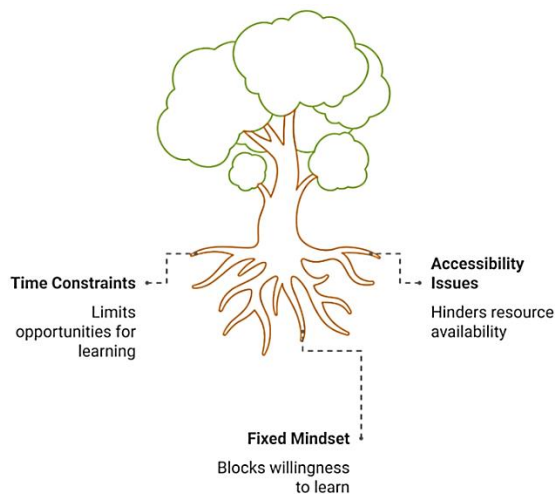 Time Constraints
Limits
opportunities for
learning
Accessibility
Issues
Hinders resource
availability
Fixed Mindset
Blocks willingness
to learn